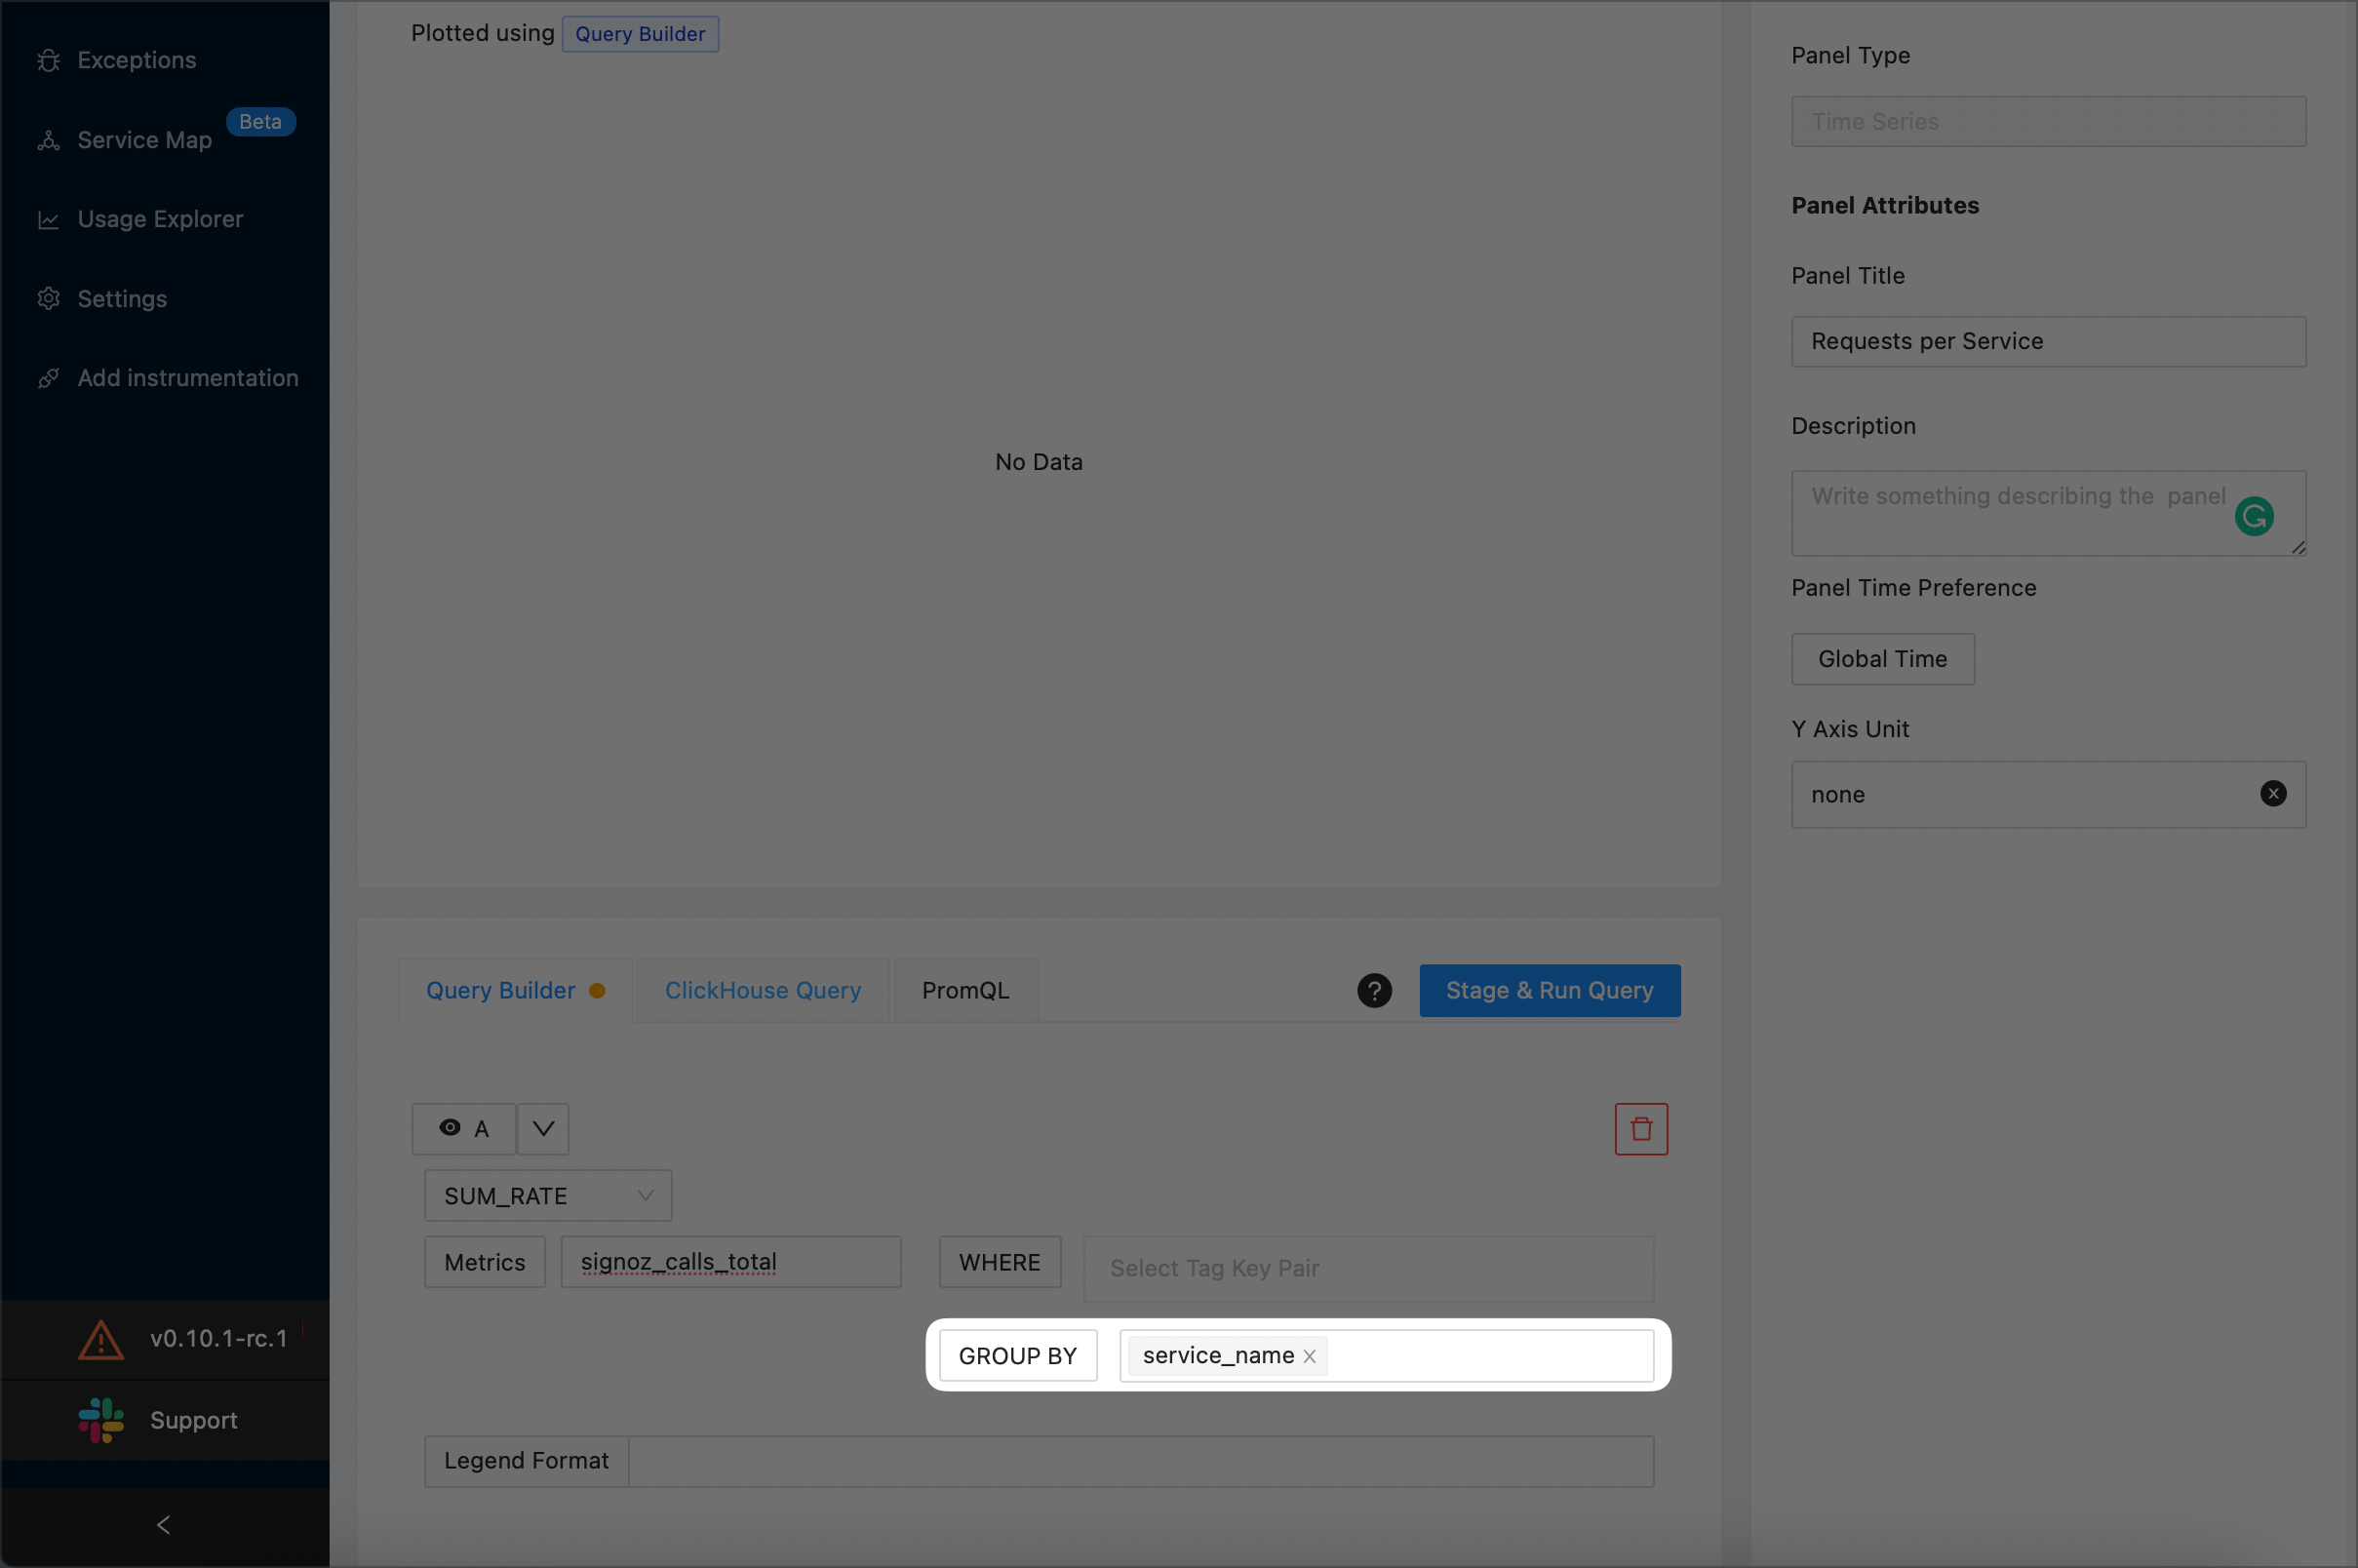 Exceptions
Service Map
Beta
Usage Explorer
Settings
Add instrumentation
v0.10.1-rc.1
Support
Plotted using Query Builder
No Data
Query Builder
ClickHouse Query
PromQL
?
Stage & Run Query
A
SUM_RATE
Metrics
signoz_calls_total
WHERE
Select Tag Key Pair
GROUP BY
service_name
Legend Format
Panel Type
Time Series
Panel Attributes
Panel Title
Requests per Service
Description
Write something describing the panel
Panel Time Preference
Global Time
Y Axis Unit
none